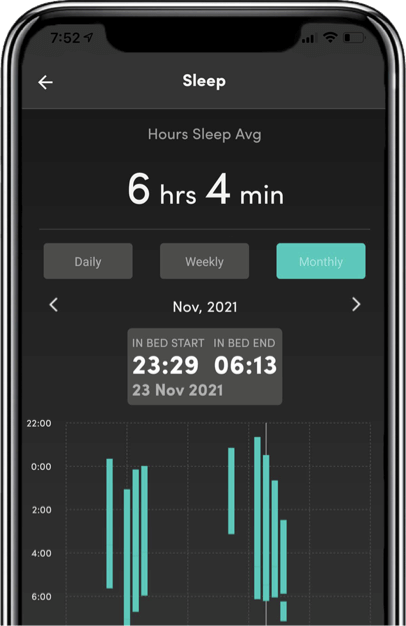 7:52
Sleep
Hours Sleep Avg
6 hrs 4 min
Daily Weekly Monthly
Nov, 2021
IN BED START IN BED END
23:29 06:13
23 Nov 2021
22:00
0:00
2:00
4:00
6:00